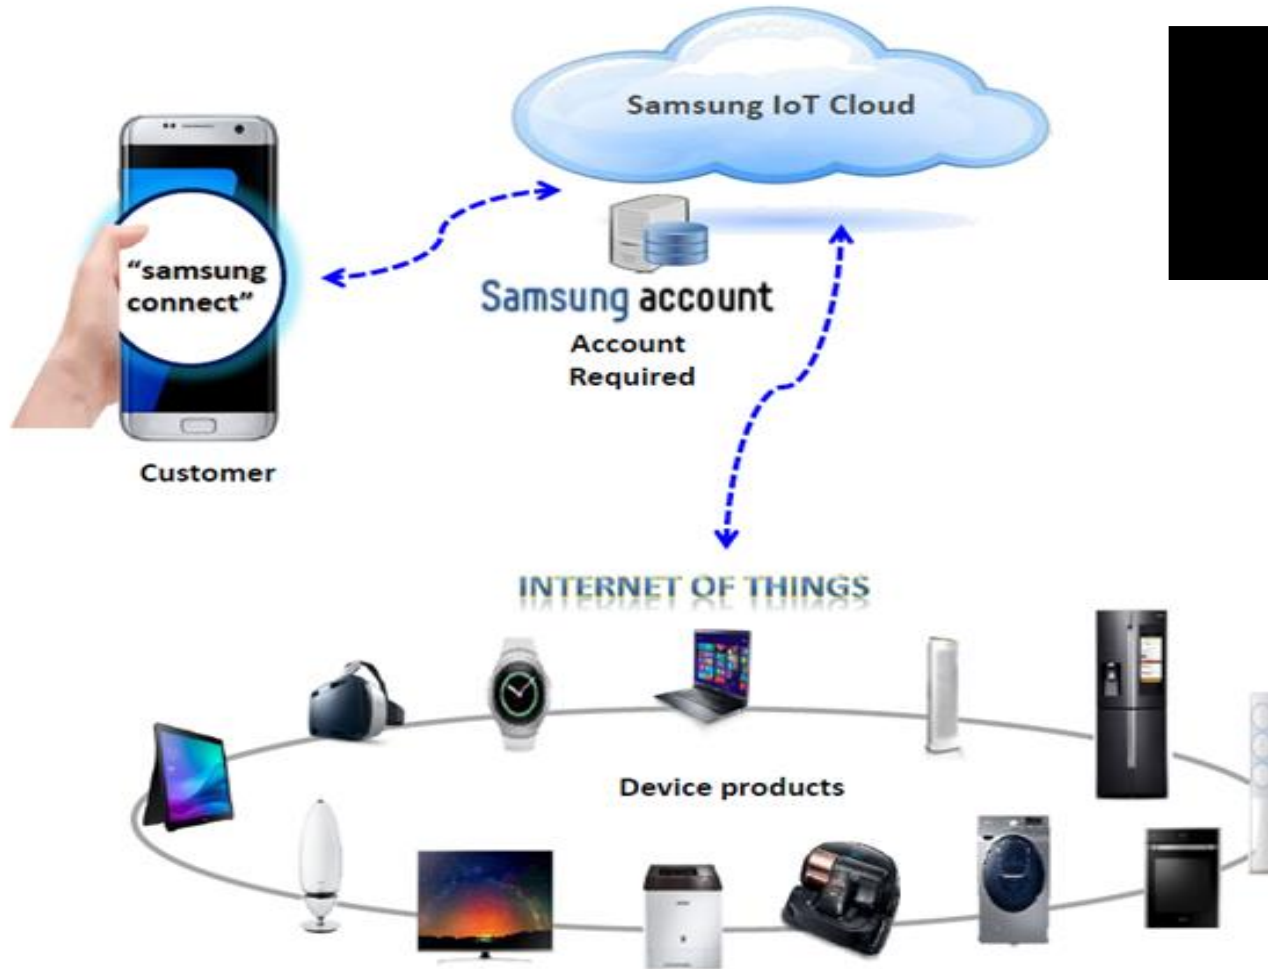 Samsung IoT Cloud
“samsung
connect”
Samsung account
Account
Required
Customer
INTERNET OF THINGS
Device products